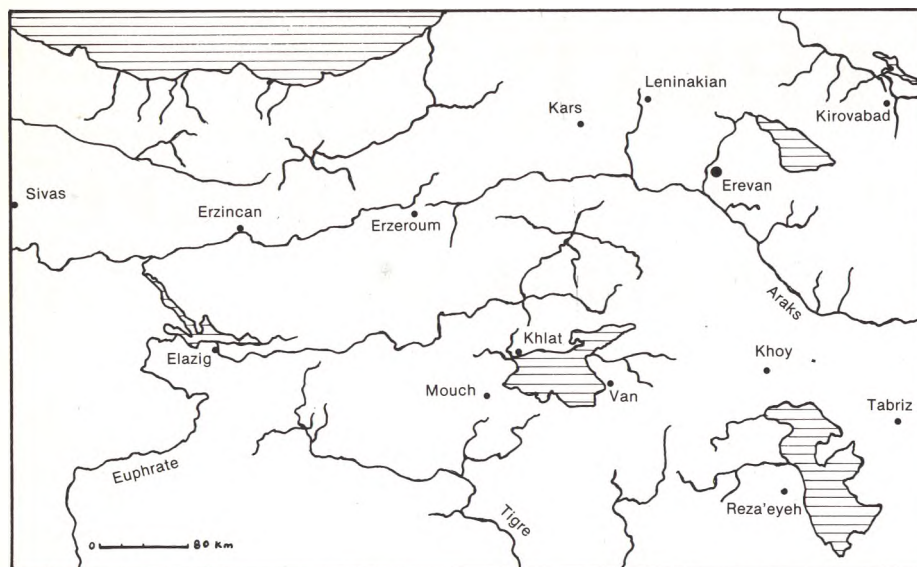 Leninakian
Kars
Kirovabad
Erevan
Sivas
Erzincan
Erzeroum
Araks
Khlat
Elazig
Khoy
Mouch
Van
Tabriz
Euphrate
Reza'eyeh
Tigre
0 80 Km